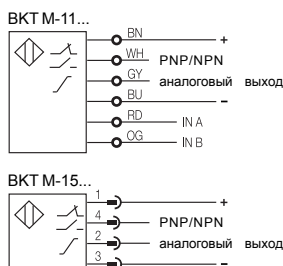 BKT M-11...
BN +
WH PNP/NPN
GY аналоговый выход
BU –
RD IN A
OG IN B
BKT M-15...
1 +
4 PNP/NPN
2 аналоговый выход
3 –